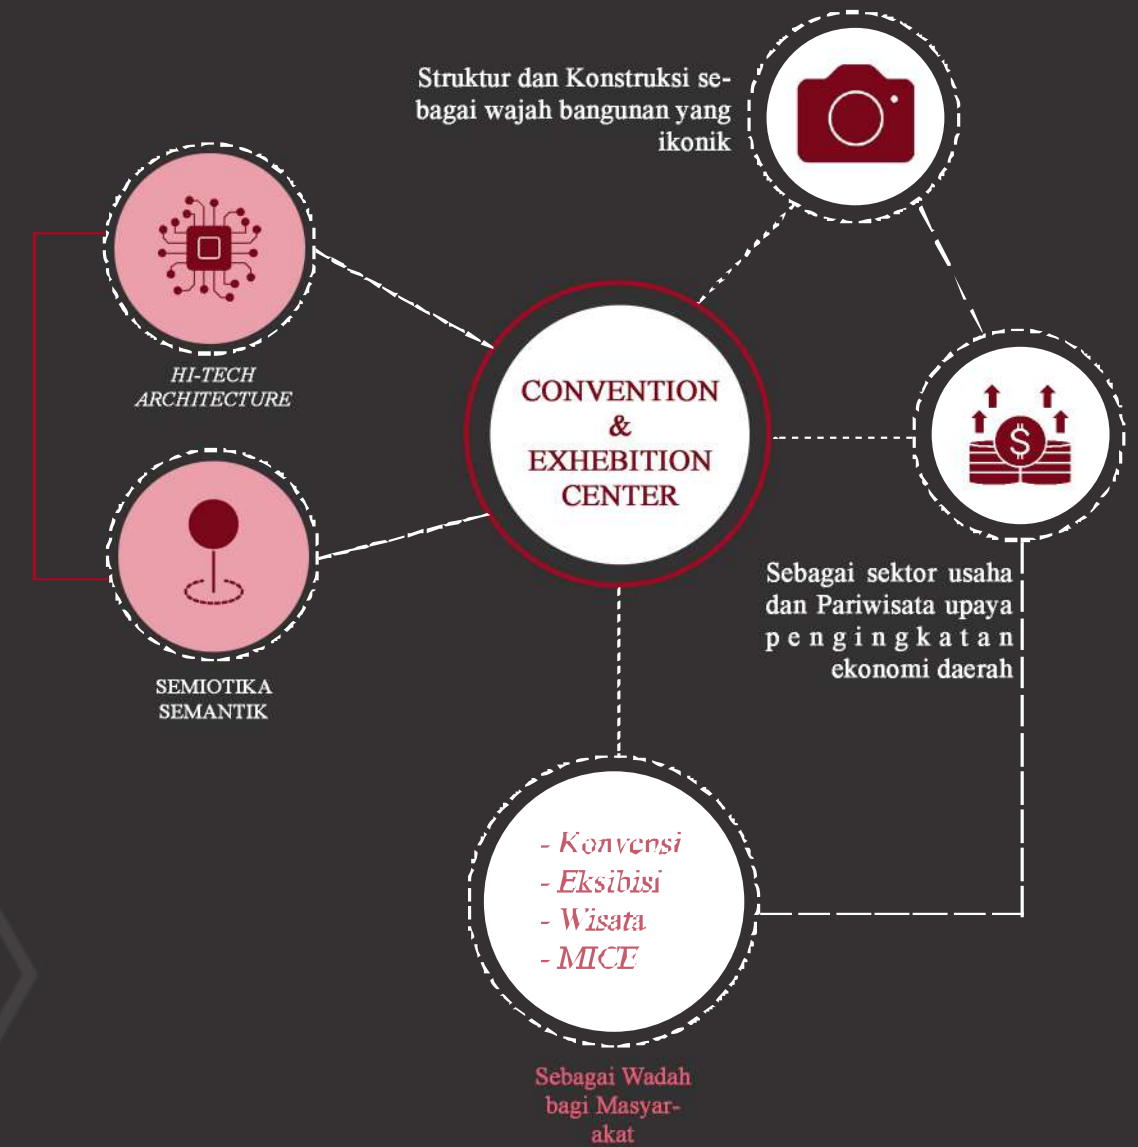 Struktur dan Konstruksi se-
bagai wajah bangunan yang
ikonik
HI-TECH
ARCHITECTURE
CONVENTION
&
EXHEBITION
CENTER
$
Sebagai sektor usaha
dan Pariwisata upaya
pengingkatan
ekonomi daerah
SEMIOTIKA
SEMANTIK
- Konvensi
- Eksibisi
- Wisata
- MICE
Sebagai Wadah
bagi Masyar-
akat